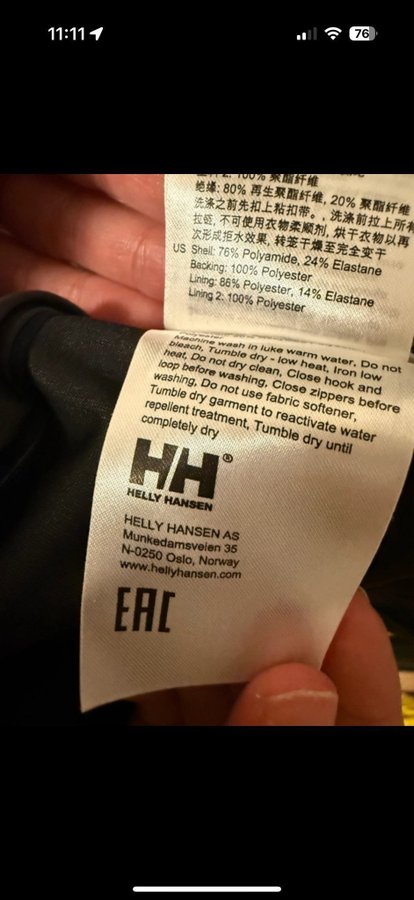 11:11
76
2: 100% 聚酯纤维
绝缘: 80% 再生聚酯纤维, 20% 聚酯纤维
洗涤之前先扣上粘扣带。, 洗涤前拉上所有
拉链, 不可使用衣物柔顺剂, 烘干衣物以再
次形成拒水效果, 转笼干燥至完全变干
US Shell: 76% Polyamide, 24% Elastane
Backing: 100% Polyester
Lining: 86% Polyester, 14% Elastane
Lining 2: 100% Polyester
Machine wash in luke warm water, Do not
bleach, Tumble dry - low heat, Iron low
heat, Do not dry clean, Close hook and
loop before washing, Close zippers before
washing, Do not use fabric softener,
Tumble dry garment to reactivate water
repellent treatment, Tumble dry until
completely dry
HH®
HELLY HANSEN
HELLY HANSEN AS
Munkedamsveien 35
N-0250 Oslo, Norway
www.hellyhansen.com
EAC